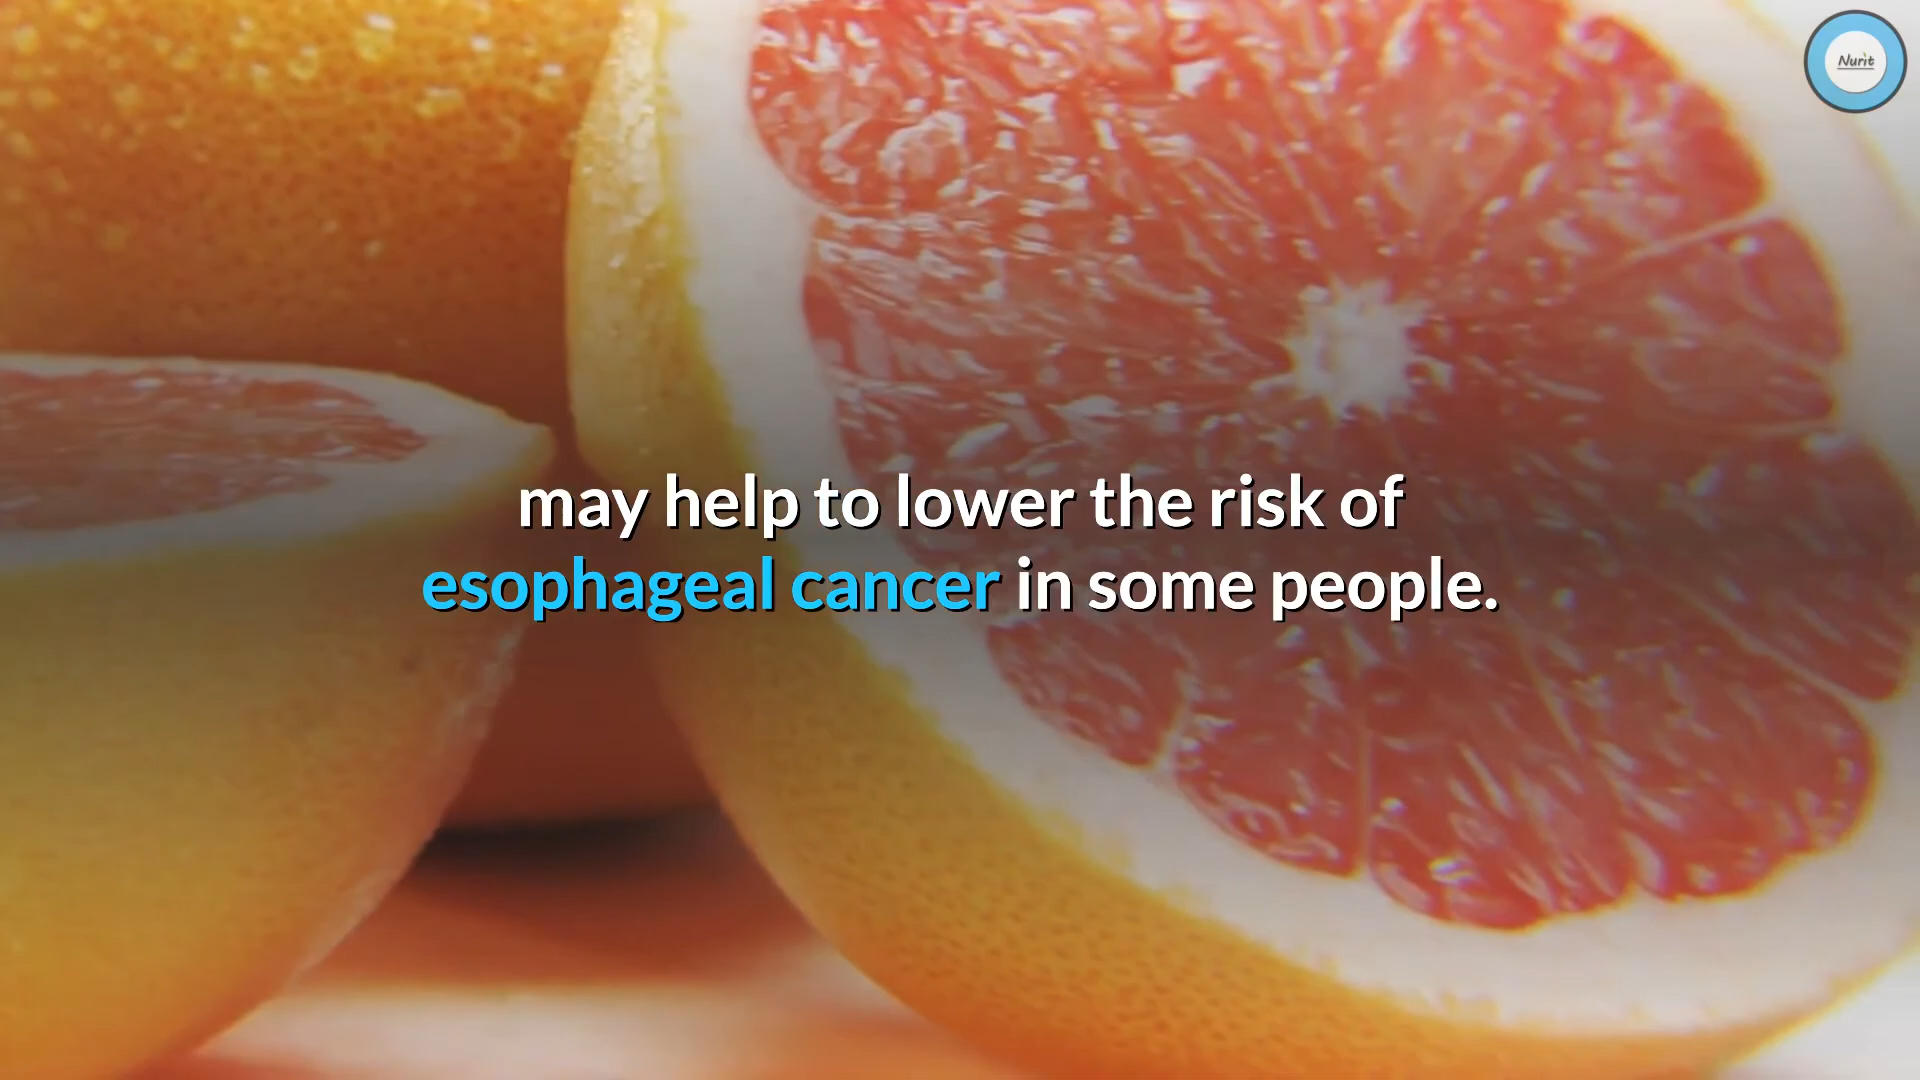 Nurit
may help to lower the risk of
esophageal cancer in some people.